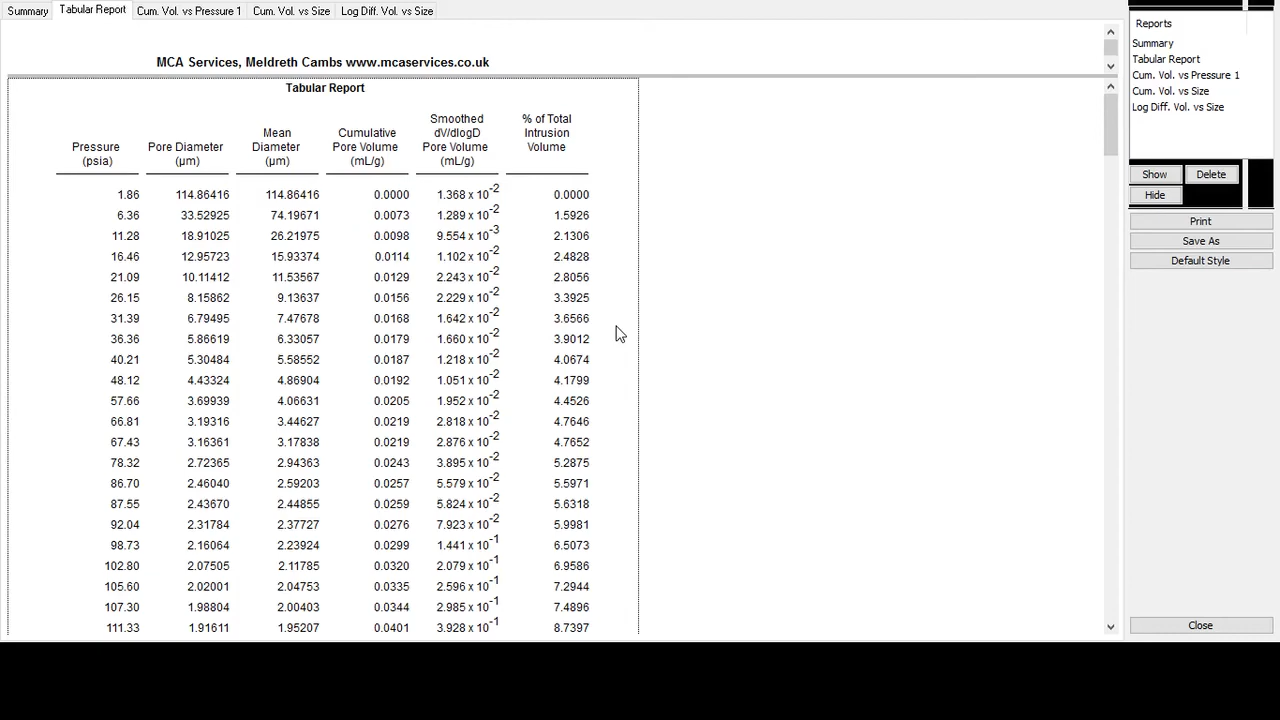 Summary Tabular Report Cum. Vol. vs Pressure 1 Cum. Vol. vs Size Log Diff. Vol. vs Size
MCA Services, Meldreth Cambs www.mcaservices.co.uk
Tabular Report
Pressure (psia) Pore Diameter (µm) Mean Diameter (µm) Cumulative Pore Volume (mL/g) Smoothed dV/dlogD Pore Volume (mL/g) % of Total Intrusion Volume
1.86 114.86416 114.86416 0.0000 1.368 x 10⁻² 0.0000
6.36 33.52925 74.19671 0.0073 1.289 x 10⁻² 1.5926
11.28 18.91025 26.21975 0.0098 9.554 x 10⁻³ 2.1306
16.46 12.95723 15.93374 0.0114 1.102 x 10⁻² 2.4828
21.09 10.11412 11.53567 0.0129 2.243 x 10⁻² 2.8056
26.15 8.15862 9.13637 0.0156 2.229 x 10⁻² 3.3925
31.39 6.79495 7.47678 0.0168 1.642 x 10⁻² 3.6566
36.36 5.86619 6.33057 0.0179 1.660 x 10⁻² 3.9012
40.21 5.30484 5.58552 0.0187 1.218 x 10⁻² 4.0674
48.12 4.43324 4.86904 0.0192 1.051 x 10⁻² 4.1799
57.66 3.69939 4.06631 0.0205 1.952 x 10⁻² 4.4526
66.81 3.19316 3.44627 0.0219 2.818 x 10⁻² 4.7646
67.43 3.16361 3.17838 0.0219 2.876 x 10⁻² 4.7652
78.32 2.72365 2.94363 0.0243 3.895 x 10⁻² 5.2875
86.70 2.46040 2.59203 0.0257 5.579 x 10⁻² 5.5971
87.55 2.43670 2.44855 0.0259 5.824 x 10⁻² 5.6318
92.04 2.31784 2.37727 0.0276 7.923 x 10⁻² 5.9981
98.73 2.16064 2.23924 0.0299 1.441 x 10⁻¹ 6.5073
102.80 2.07505 2.11785 0.0320 2.079 x 10⁻¹ 6.9586
105.60 2.02001 2.04753 0.0335 2.596 x 10⁻¹ 7.2944
107.30 1.98804 2.00403 0.0344 2.985 x 10⁻¹ 7.4896
111.33 1.91611 1.95207 0.0401 3.928 x 10⁻¹ 8.7397
Reports
Summary
Tabular Report
Cum. Vol. vs Pressure 1
Cum. Vol. vs Size
Log Diff. Vol. vs Size
Show Delete
Hide
Print
Save As
Default Style
Close